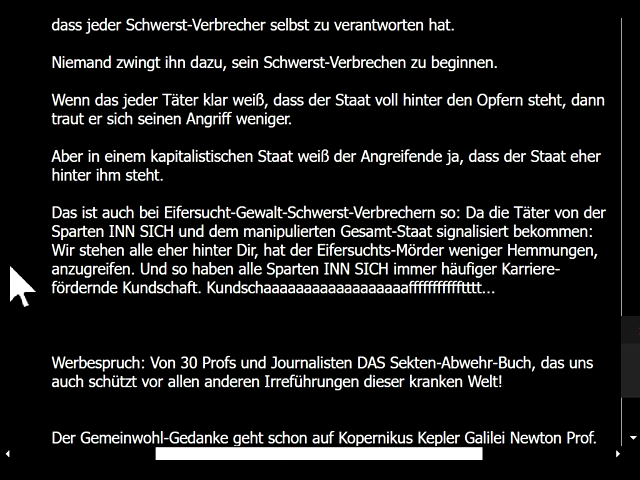 dass jeder Schwerst-Verbrecher selbst zu verantworten hat.
Niemand zwingt ihn dazu, sein Schwerst-Verbrechen zu beginnen.
Wenn das jeder Täter klar weiß, dass der Staat voll hinter den Opfern steht, dann
traut er sich seinen Angriff weniger.
Aber in einem kapitalistischen Staat weiß der Angreifende ja, dass der Staat eher
hinter ihm steht.
Das ist auch bei Eifersucht-Gewalt-Schwerst-Verbrechern so: Da die Täter von der
Sparten INN SICH und dem manipulierten Gesamt-Staat signalisiert bekommen:
Wir stehen alle eher hinter Dir, hat der Eifersuchts-Mörder weniger Hemmungen,
anzugreifen. Und so haben alle Sparten INN SICH immer häufiger Karriere-
fördernde Kundschaft. Kundschaaaaaaaaaaaaaaaaaaafffffffffffftttt...
Werbespruch: Von 30 Profs und Journalisten DAS Sekten-Abwehr-Buch, das uns
auch schützt vor allen anderen Irreführungen dieser kranken Welt!
Der Gemeinwohl-Gedanke geht schon auf Kopernikus Kepler Galilei Newton Prof.